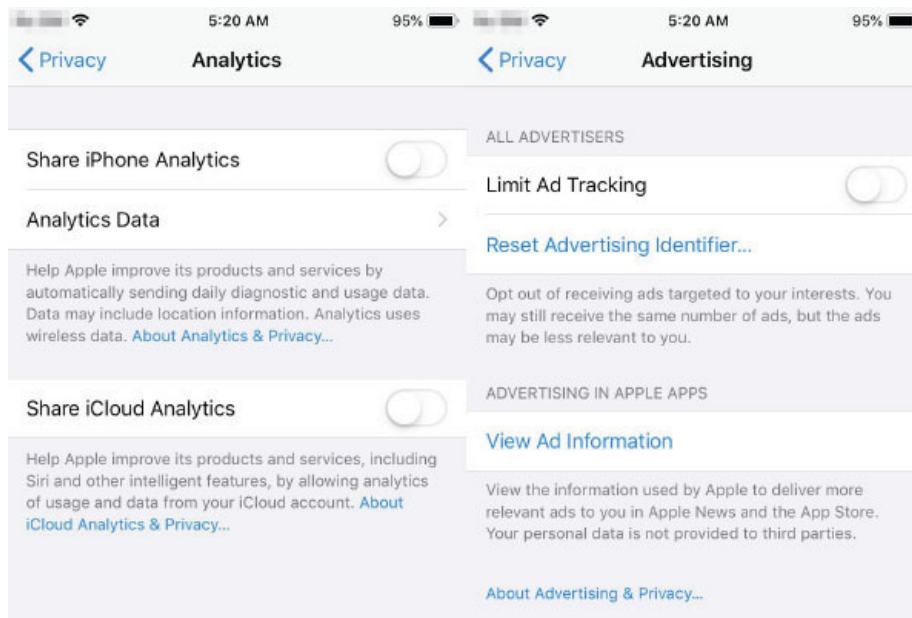 5:20 AM
95%
Privacy
Analytics
Share iPhone Analytics
Analytics Data
Help Apple improve its products and services by
automatically sending daily diagnostic and usage data.
Data may include location information. Analytics uses
wireless data. About Analytics & Privacy...
Share iCloud Analytics
Help Apple improve its products and services, including
Siri and other intelligent features, by allowing analytics
of usage and data from your iCloud account. About
iCloud Analytics & Privacy...
5:20 AM
95%
Privacy
Advertising
ALL ADVERTISERS
Limit Ad Tracking
Reset Advertising Identifier...
Opt out of receiving ads targeted to your interests. You
may still receive the same number of ads, but the ads
may be less relevant to you.
ADVERTISING IN APPLE APPS
View Ad Information
View the information used by Apple to deliver more
relevant ads to you in Apple News and the App Store.
Your personal data is not provided to third parties.
About Advertising & Privacy...